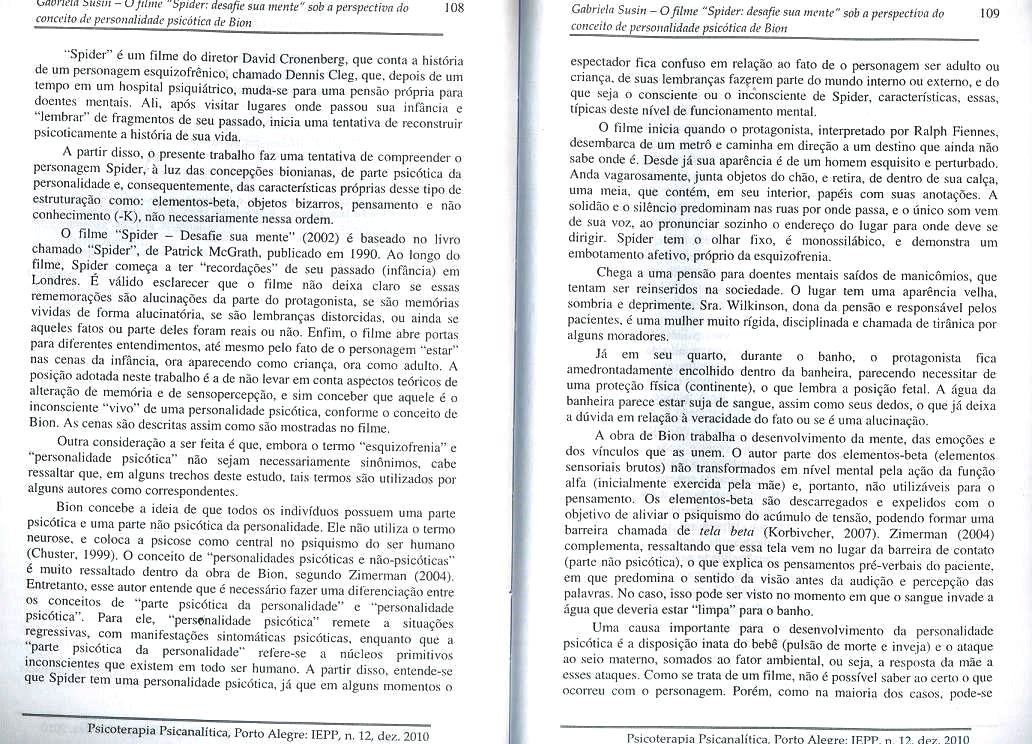 Gabriela Susin – O filme "Spider: desafie sua mente" sob a perspectiva do
conceito de personalidade psicótica de Bion
108
"Spider" é um filme do diretor David Cronenberg, que conta a história
de um personagem esquizofrênico, chamado Dennis Cleg, que, depois de um
tempo em um hospital psiquiátrico, muda-se para uma pensão própria para
doentes mentais. Ali, após visitar lugares onde passou sua infância e
"lembrar" de fragmentos de seu passado, inicia uma tentativa de reconstruir
psicoticamente a história de sua vida.
A partir disso, o presente trabalho faz uma tentativa de compreender o
personagem Spider, à luz das concepções bionianas, de parte psicótica da
personalidade e, consequentemente, das características próprias desse tipo de
estruturação como: elementos-beta, objetos bizarros, pensamento e não
conhecimento (-K), não necessariamente nessa ordem.
O filme "Spider – Desafie sua mente" (2002) é baseado no livro
chamado "Spider", de Patrick McGrath, publicado em 1990. Ao longo do
filme, Spider começa a ter "recordações" de seu passado (infância) em
Londres. É válido esclarecer que o filme não deixa claro se essas
rememorações são alucinações da parte do protagonista, se são memórias
vividas de forma alucinatória, se são lembranças distorcidas, ou ainda se
aqueles fatos ou parte deles foram reais ou não. Enfim, o filme abre portas
para diferentes entendimentos, até mesmo pelo fato de o personagem "estar"
nas cenas da infância, ora aparecendo como criança, ora como adulto. A
posição adotada neste trabalho é a de não levar em conta aspectos teóricos de
alteração de memória e de sensopercepção, e sim conceber que aquele é o
inconsciente "vivo" de uma personalidade psicótica, conforme o conceito de
Bion. As cenas são descritas assim como são mostradas no filme.
Outra consideração a ser feita é que, embora o termo "esquizofrenia" e
"personalidade psicótica" não sejam necessariamente sinônimos, cabe
ressaltar que, em alguns trechos deste estudo, tais termos são utilizados por
alguns autores como correspondentes.
Bion concebe a ideia de que todos os indivíduos possuem uma parte
psicótica e uma parte não psicótica da personalidade. Ele não utiliza o termo
neurose, e coloca a psicose como central no psiquismo do ser humano
(Chuster, 1999). O conceito de "personalidades psicóticas e não-psicóticas"
é muito ressaltado dentro da obra de Bion, segundo Zimerman (2004).
Entretanto, esse autor entende que é necessário fazer uma diferenciação entre
os conceitos de "parte psicótica da personalidade" e "personalidade
psicótica". Para ele, "personalidade psicótica" remete a situações
regressivas, com manifestações sintomáticas psicóticas, enquanto que a
"parte psicótica da personalidade" refere-se a núcleos primitivos
inconscientes que existem em todo ser humano. A partir disso, entende-se
que Spider tem uma personalidade psicótica, já que em alguns momentos o
Psicoterapia Psicanalítica, Porto Alegre: IEPP, n. 12, dez. 2010
Gabriela Susin – O filme "Spider: desafie sua mente" sob a perspectiva do
conceito de personalidade psicótica de Bion
109
espectador fica confuso em relação ao fato de o personagem ser adulto ou
criança, de suas lembranças fazerem parte do mundo interno ou externo, e do
que seja o consciente ou o inconsciente de Spider, características, essas,
típicas deste nível de funcionamento mental.
O filme inicia quando o protagonista, interpretado por Ralph Fiennes,
desembarca de um metrô e caminha em direção a um destino que ainda não
sabe onde é. Desde já sua aparência é de um homem esquisito e perturbado.
Anda vagarosamente, junta objetos do chão, e retira, de dentro de sua calça,
uma meia, que contém, em seu interior, papéis com suas anotações. A
solidão e o silêncio predominam nas ruas por onde passa, e o único som vem
de sua voz, ao pronunciar sozinho o endereço do lugar para onde deve se
dirigir. Spider tem o olhar fixo, é monossilábico, e demonstra um
embotamento afetivo, próprio da esquizofrenia.
Chega a uma pensão para doentes mentais saídos de manicômios, que
tentam ser reinseridos na sociedade. O lugar tem uma aparência velha,
sombria e deprimente. Sra. Wilkinson, dona da pensão e responsável pelos
pacientes, é uma mulher muito rígida, disciplinada e chamada de tirânica por
alguns moradores.
Já em seu quarto, durante o banho, o protagonista fica
amedrontadamente encolhido dentro da banheira, parecendo necessitar de
uma proteção física (continente), o que lembra a posição fetal. A água da
banheira parece estar suja de sangue, assim como seus dedos, o que já deixa
a dúvida em relação à veracidade do fato ou se é uma alucinação.
A obra de Bion trabalha o desenvolvimento da mente, das emoções e
dos vínculos que as unem. O autor parte dos elementos-beta (elementos
sensoriais brutos) não transformados em nível mental pela ação da função
alfa (inicialmente exercida pela mãe) e, portanto, não utilizáveis para o
pensamento. Os elementos-beta são descarregados e expelidos com o
objetivo de aliviar o psiquismo do acúmulo de tensão, podendo formar uma
barreira chamada de tela beta (Korbivcher, 2007). Zimerman (2004)
complementa, ressaltando que essa tela vem no lugar da barreira de contato
(parte não psicótica), o que explica os pensamentos pré-verbais do paciente,
em que predomina o sentido da visão antes da audição e percepção das
palavras. No caso, isso pode ser visto no momento em que o sangue invade a
água que deveria estar "limpa" para o banho.
Uma causa importante para o desenvolvimento da personalidade
psicótica é a disposição inata do bebê (pulsão de morte e inveja) e o ataque
ao seio materno, somados ao fator ambiental, ou seja, a resposta da mãe a
esses ataques. Como se trata de um filme, não é possível saber ao certo o que
ocorreu com o personagem. Porém, como na maioria dos casos, pode-se
Psicoterapia Psicanalítica, Porto Alegre: IEPP, n. 12, dez. 2010